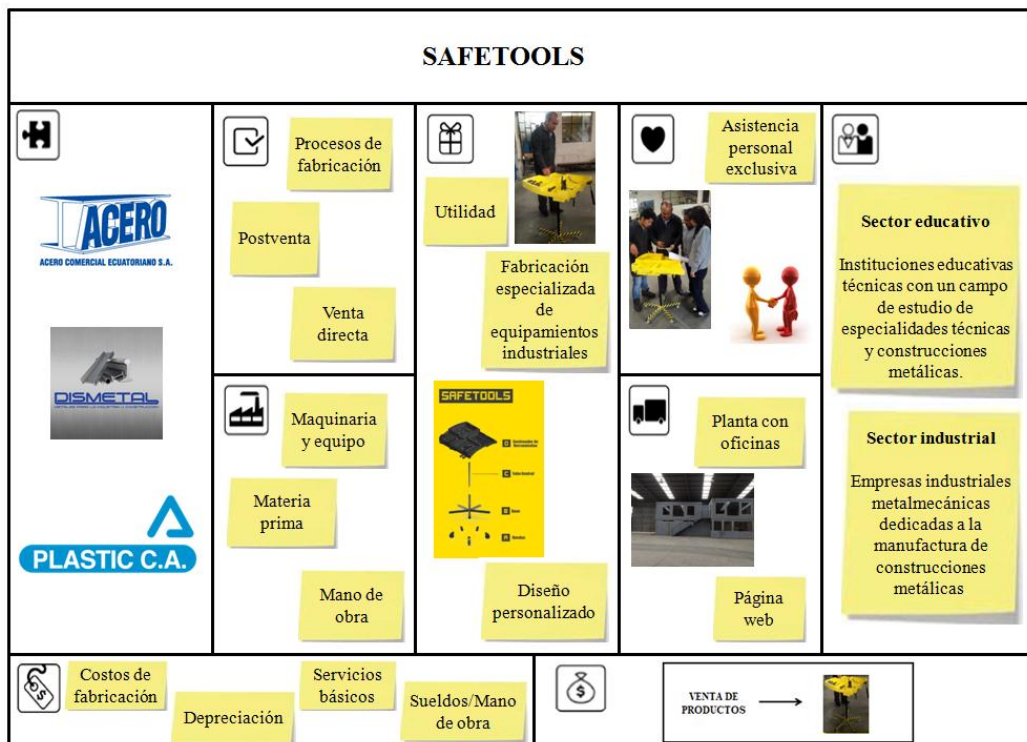 SAFETOOLS
ACERO
ACERO COMERCIAL ECUATORIANO S.A.
DISMETAL
PLASTIC C.A.
Procesos de
fabricación
Postventa
Venta
directa
Maquinaria
y equipo
Materia
prima
Mano de
obra
Utilidad
Fabricación
especializada
de
equipamientos
industriales
SAFETOOLS
Diseño
personalizado
Asistencia
personal
exclusiva
Planta con
oficinas
Página
web
Sector educativo
Instituciones educativas
técnicas con un campo
de estudio de
especialidades técnicas
y construcciones
metálicas.
Sector industrial
Empresas industriales
metalmecánicas
dedicadas a la
manufactura de
construcciones
metálicas
Costos de
fabricación
Depreciación
Servicios
básicos
Sueldos/Mano
de obra
VENTA DE
PRODUCTOS